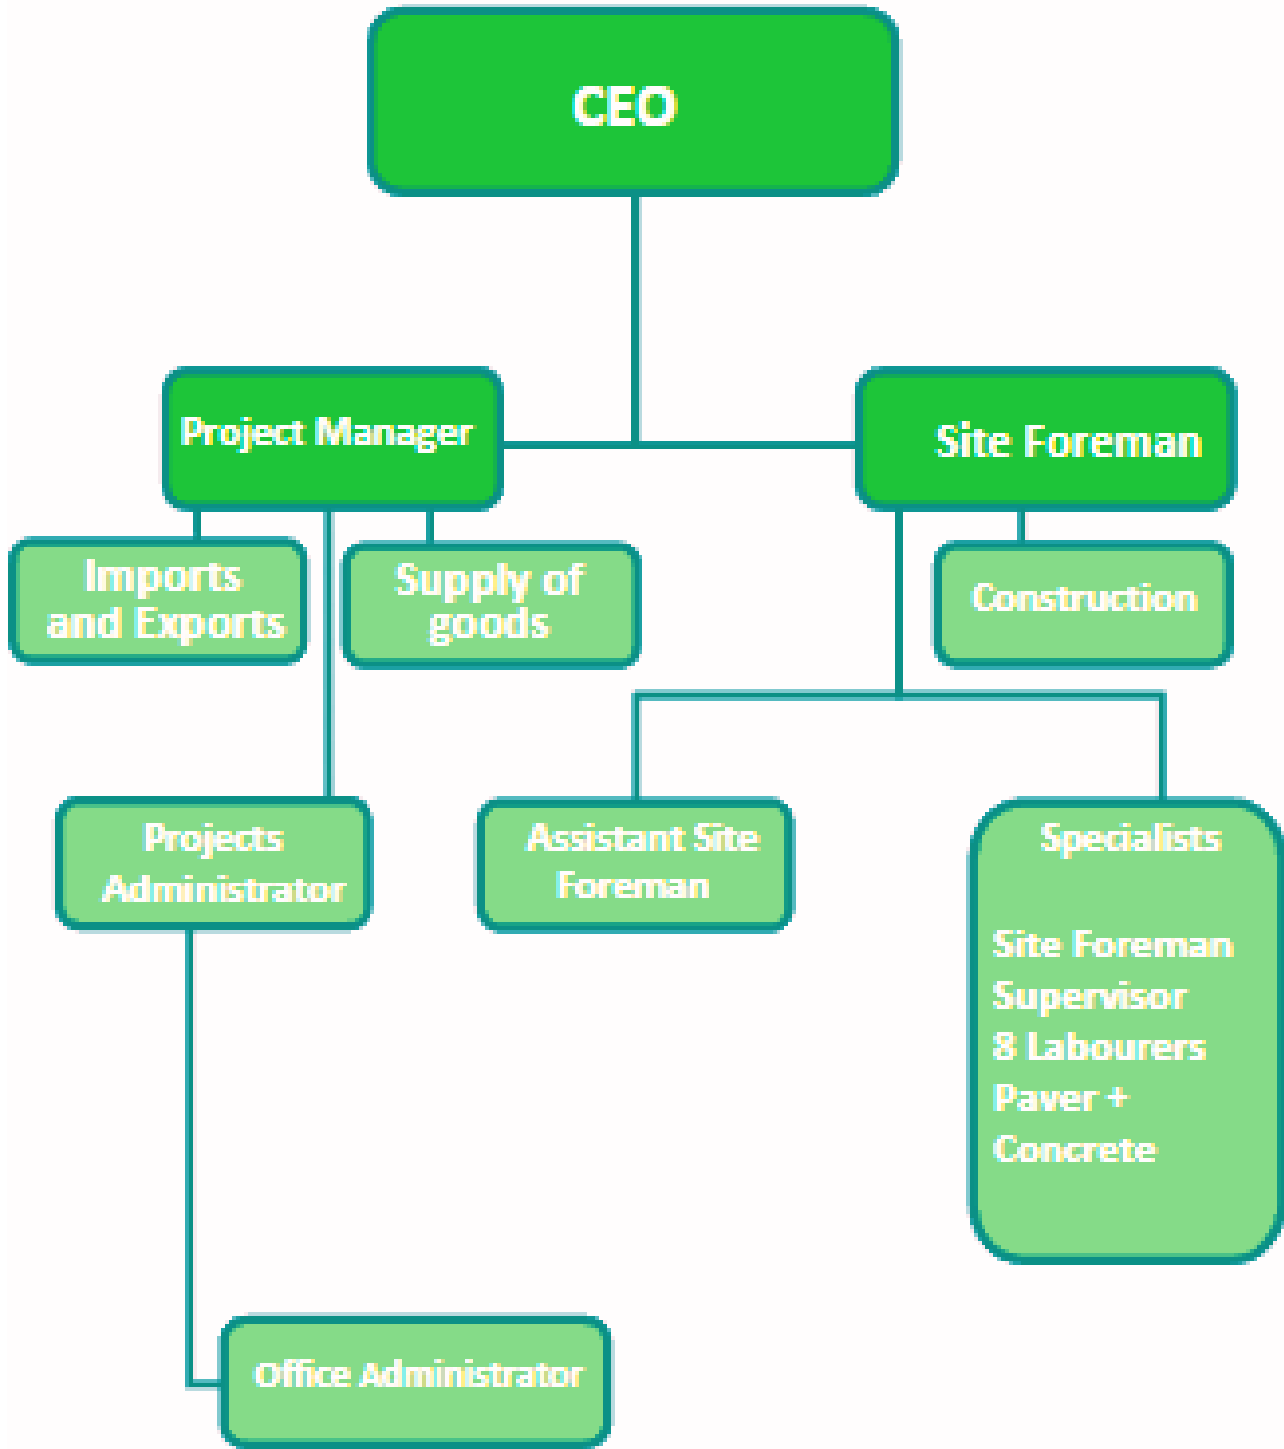 CEO
Project Manager
Site Foreman
Imports
and Exports
Supply of
goods
Construction
Projects
Administrator
Assistant Site
Foreman
Specialists
Site Foreman
Supervisor
8 Labourers
Paver +
Concrete
Office Administrator